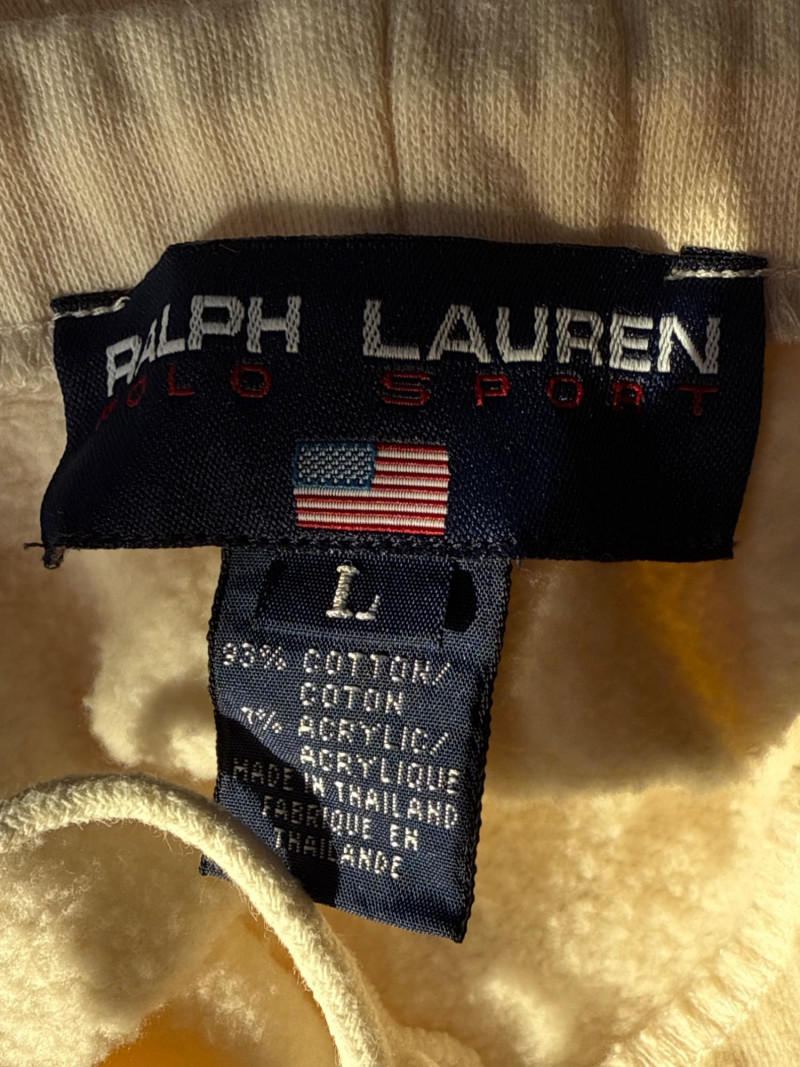 RALPH LAUREN
POLO SPORT
L
93% COTTON/
COTON
7% ACRYLIC/
ACRYLIQUE
MADE IN THAILAND
FABRIQUE EN
THAILANDE